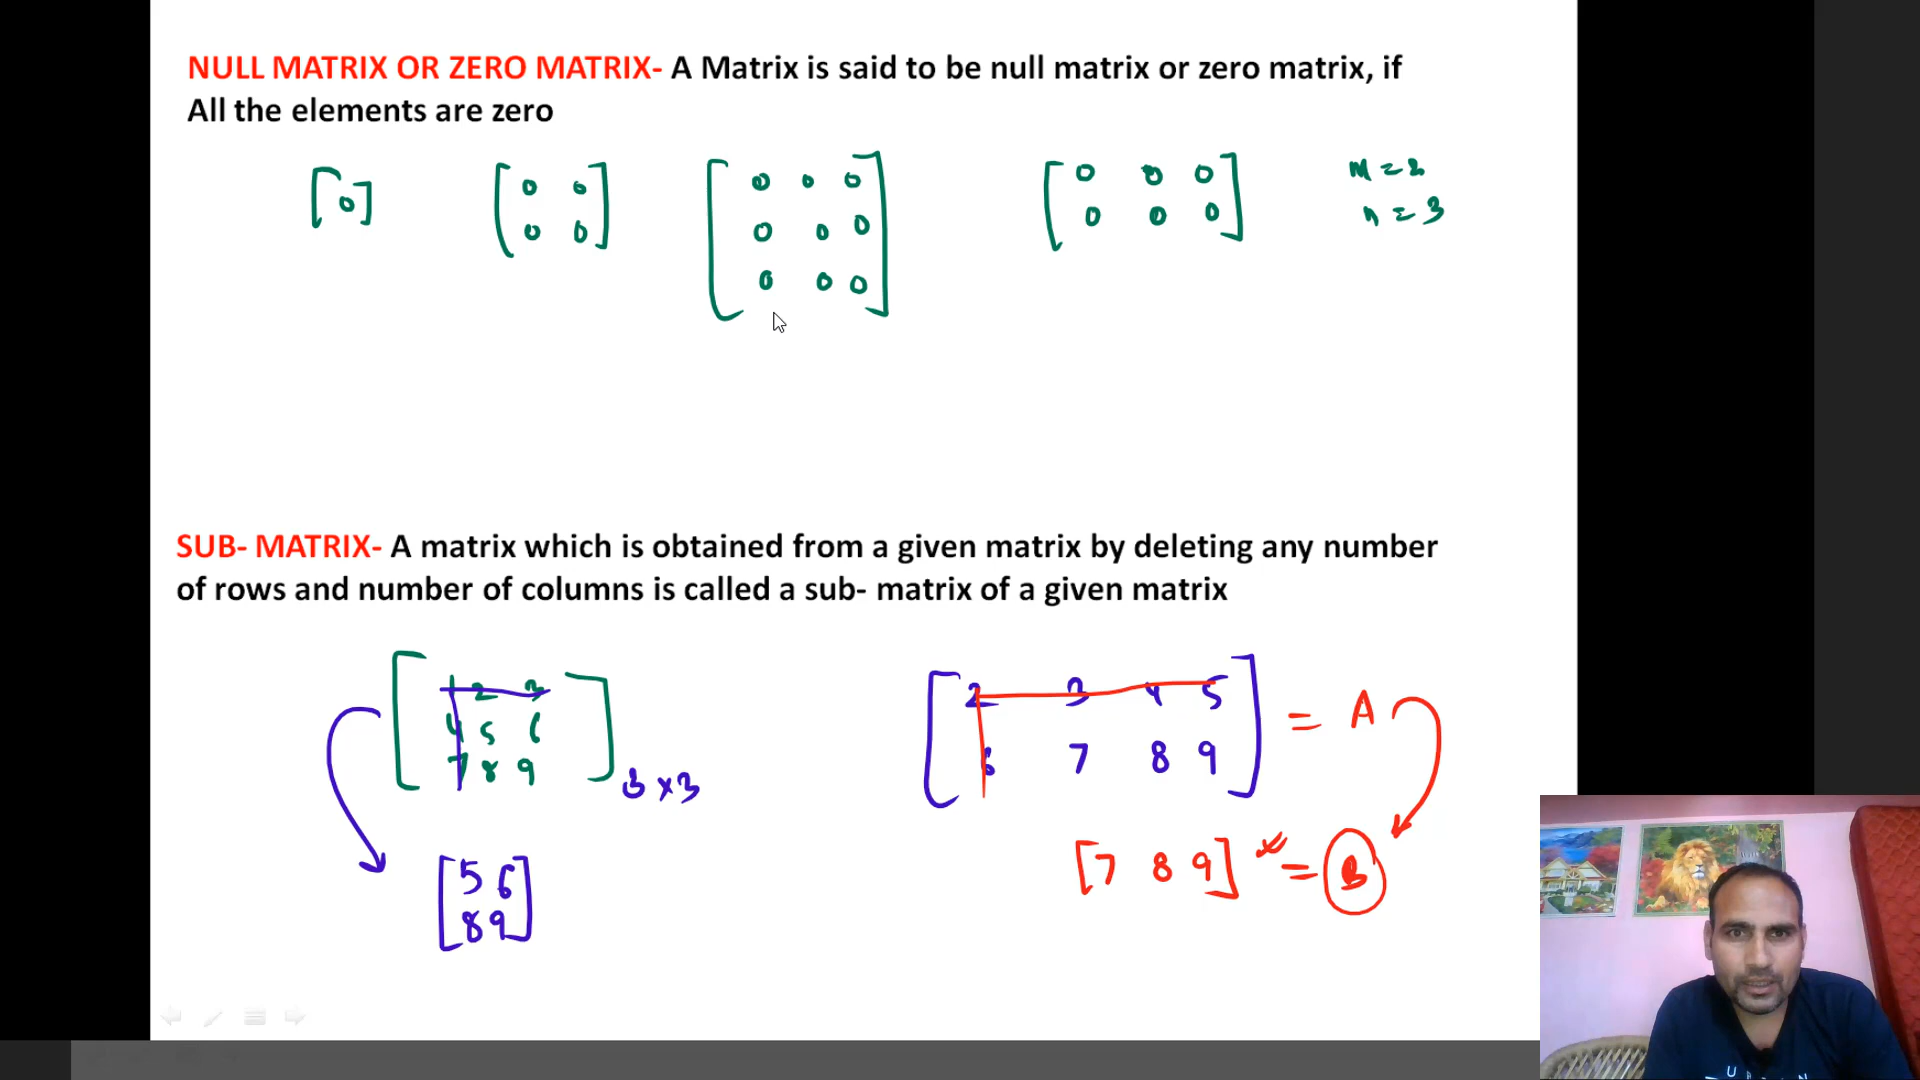 NULL MATRIX OR ZERO MATRIX- A Matrix is said to be null matrix or zero matrix, if
All the elements are zero
[0]
0 0
0 0
0 0 0
0 0 0
0 0 0
0 0 0
0 0 0
m = 2
n = 3
SUB- MATRIX- A matrix which is obtained from a given matrix by deleting any number
of rows and number of columns is called a sub- matrix of a given matrix
1 2 3
4 5 6
7 8 9
3 x 3
5 6
8 9
2 3 4 5
6 7 8 9
= A
[7 8 9] = B